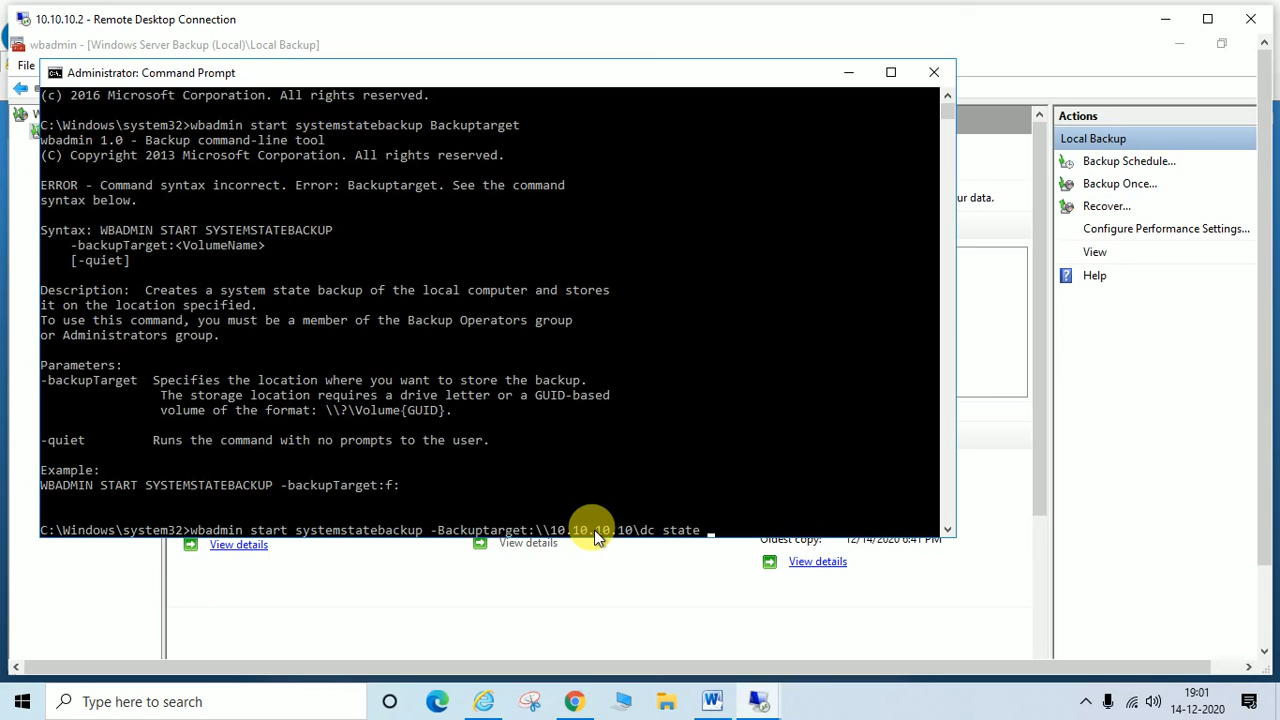 10.10.10.2 - Remote Desktop Connection
wbadmin - [Windows Server Backup (Local)\Local Backup]
File
Administrator: Command Prompt
(c) 2016 Microsoft Corporation. All rights reserved.
C:\Windows\system32>wbadmin start systemstatebackup Backuptarget
wbadmin 1.0 - Backup command-line tool
(C) Copyright 2013 Microsoft Corporation. All rights reserved.
ERROR - Command syntax incorrect. Error: Backuptarget. See the command
syntax below.
Syntax: WBADMIN START SYSTEMSTATEBACKUP
-backupTarget:<VolumeName>
[-quiet]
Description: Creates a system state backup of the local computer and stores
it on the location specified.
To use this command, you must be a member of the Backup Operators group
or Administrators group.
Parameters:
-backupTarget Specifies the location where you want to store the backup.
The storage location requires a drive letter or a GUID-based
volume of the format: \\?\Volume{GUID}.
-quiet Runs the command with no prompts to the user.
Example:
WBADMIN START SYSTEMSTATEBACKUP -backupTarget:f:
C:\Windows\system32>wbadmin start systemstatebackup -Backuptarget:\\10.10.10.10\dc state
W
ur data.
Actions
Local Backup
Backup Schedule...
Backup Once...
Recover...
Configure Performance Settings...
View
Help
Oldest copy: 12/14/2020 6:41 PM
View details
View details
View details
Type here to search
19:01
14-12-2020